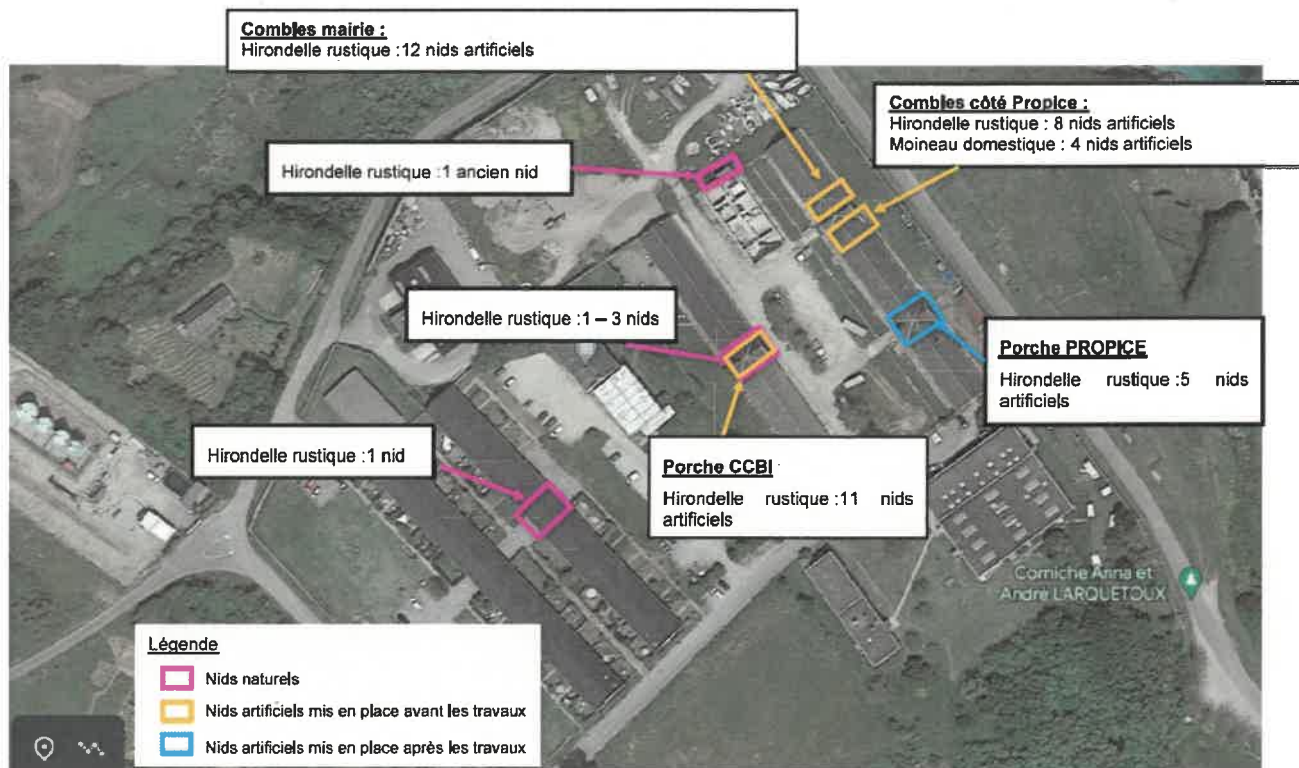 Combles mairie :
Hirondelle rustique :12 nids artificiels
Combles côté Propice :
Hirondelle rustique : 8 nids artificiels
Moineau domestique : 4 nids artificiels
Hirondelle rustique :1 ancien nid
Hirondelle rustique :1 – 3 nids
Porche PROPICE
Hirondelle rustique :5 nids
artificiels
Hirondelle rustique :1 nid
Porche CCBI
Hirondelle rustique :11 nids
artificiels
Corniche Anna et
André LARQUETOUX
Légende
Nids naturels
Nids artificiels mis en place avant les travaux
Nids artificiels mis en place après les travaux